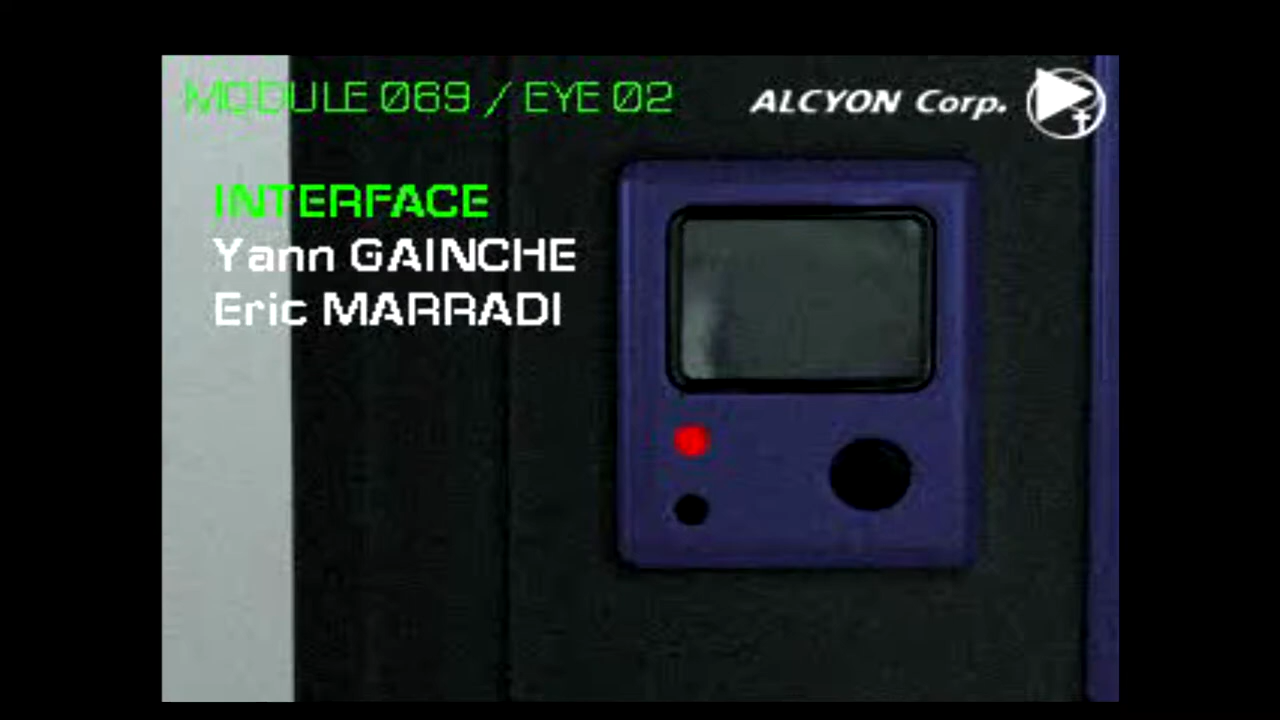 MODULE 069 / EYE 02
ALCYON Corp.
INTERFACE
Yann GAINCHE
Eric MARRADI